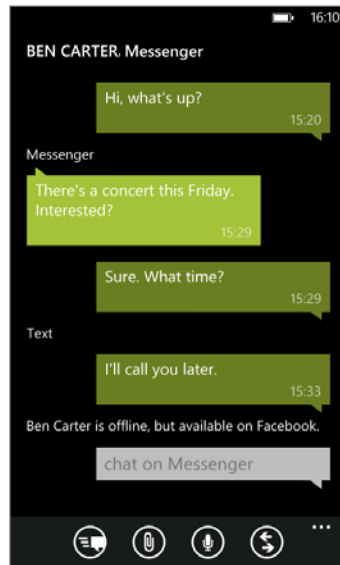 16:10
BEN CARTER, Messenger
Hi, what's up?
15:20
Messenger
There's a concert this Friday.
Interested?
15:29
Sure. What time?
15:29
Text
I'll call you later.
15:33
Ben Carter is offline, but available on Facebook.
chat on Messenger